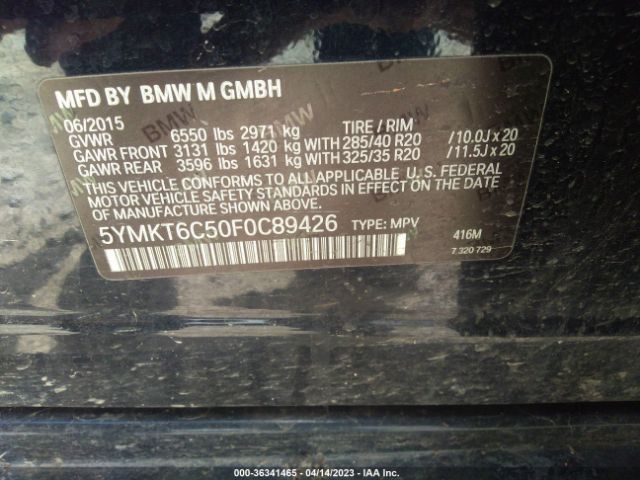 MFD BY BMW M GMBH
06/2015
GVWR 6550 lbs 2971 kg TIRE / RIM
GAWR FRONT 3131 lbs 1420 kg WITH 285/40 R20 /10.0J x 20
GAWR REAR 3596 lbs 1631 kg WITH 325/35 R20 /11.5J x 20
THIS VEHICLE CONFORMS TO ALL APPLICABLE U. S. FEDERAL
MOTOR VEHICLE SAFETY STANDARDS IN EFFECT ON THE DATE
OF MANUFACTURE SHOWN ABOVE.
5YMKT6C50F0C89426 TYPE: MPV 416M
7.320 729
000-36341465 - 04/14/2023 - IAA Inc.